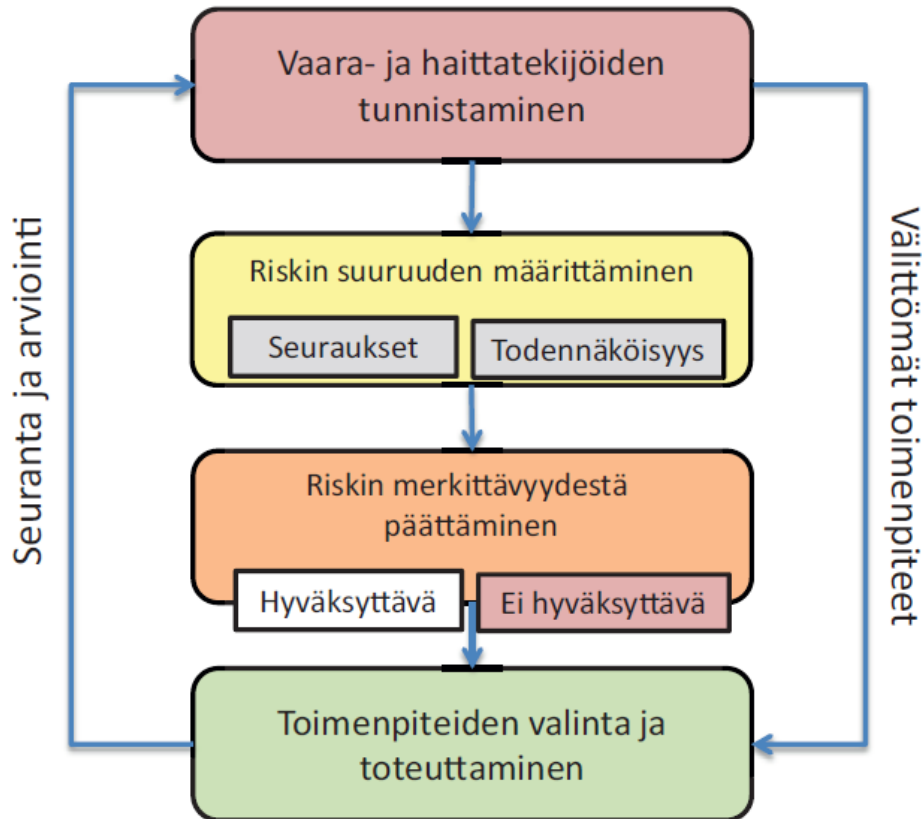 Vaara- ja haittatekijöiden
tunnistaminen
Riskin suuruuden määrittäminen
Seuraukset
Todennäköisyys
Riskin merkittävyydestä
päättäminen
Hyväksyttävä
Ei hyväksyttävä
Toimenpiteiden valinta ja
toteuttaminen
Seuranta ja arviointi
Välittömät toimenpiteet